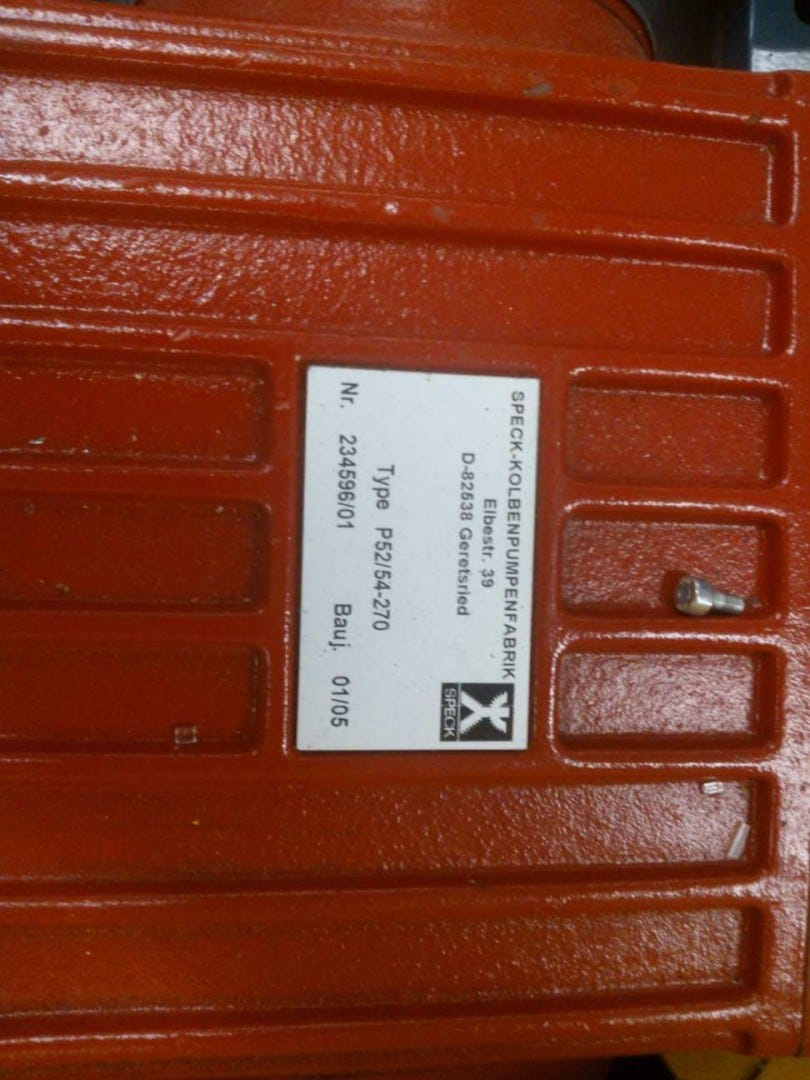 SPECK-KOLBENPUMPENFABRIK
Elbestr. 39
D-82538 Geretsried
SPECK
Type P52/54-270
Nr. 234596/01 Bauj. 01/05